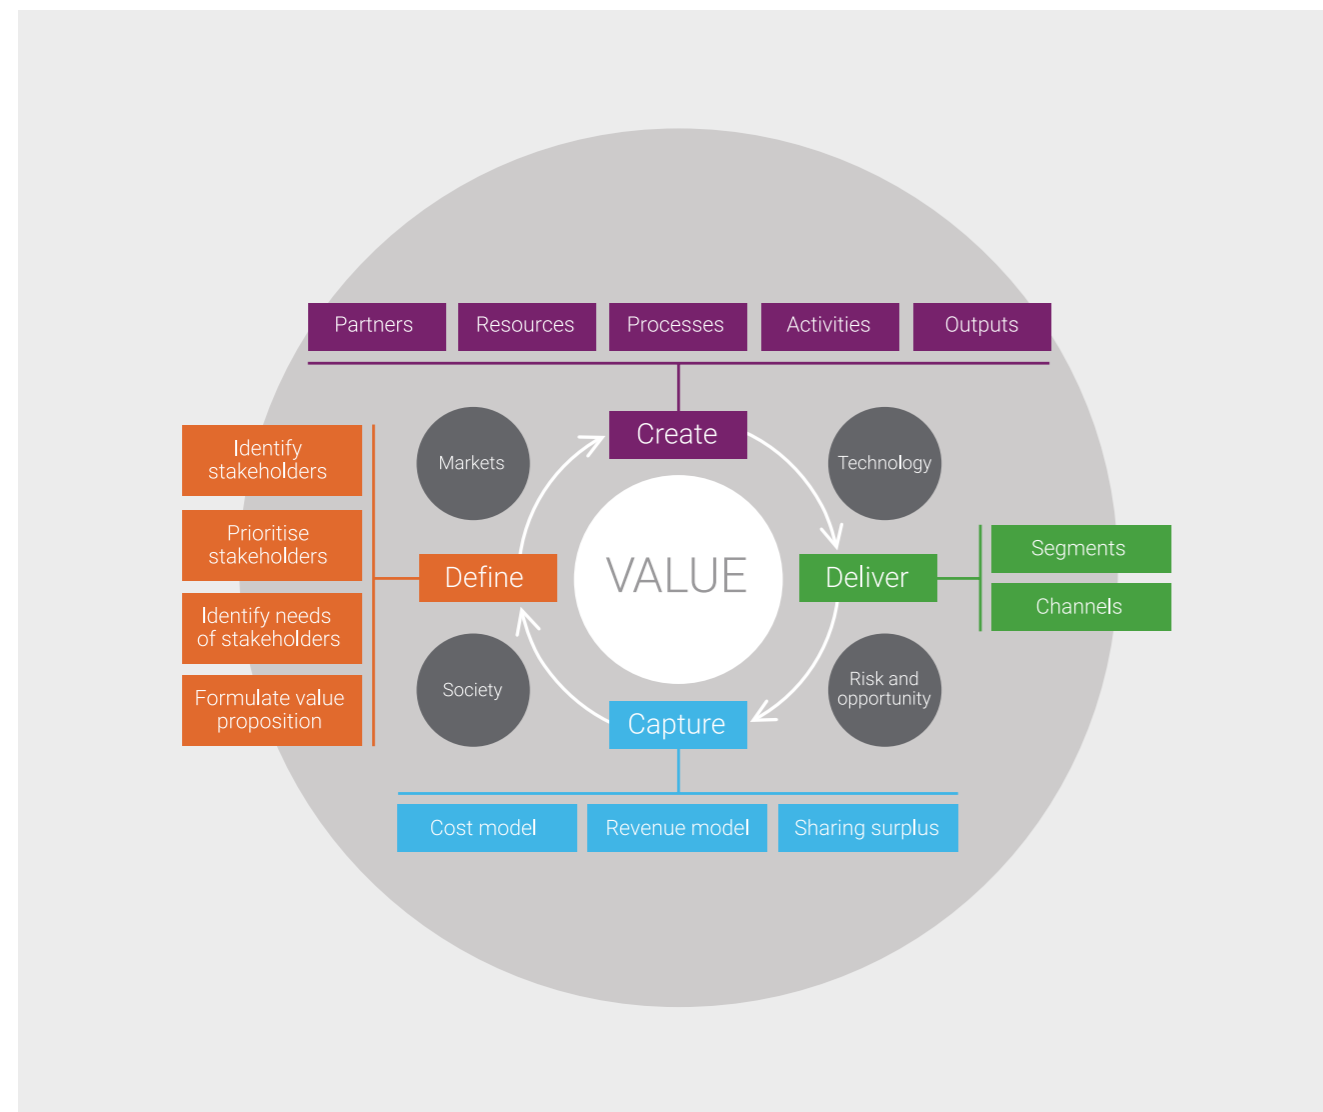 Partners
Resources
Processes
Activities
Outputs
Create
Markets
Technology
Identify
stakeholders
Prioritise
stakeholders
Identify needs
of stakeholders
Formulate value
proposition
Define
VALUE
Deliver
Segments
Channels
Society
Risk and
opportunity
Capture
Cost model
Revenue model
Sharing surplus